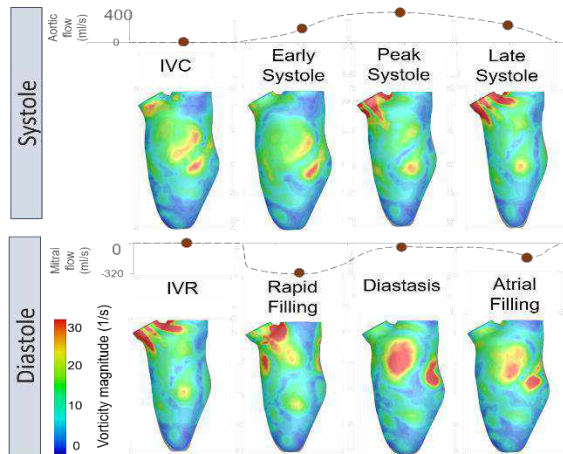 Systole
Aortic
flow
(ml/s)
400
0
IVC
Early
Systole
Peak
Systole
Late
Systole
Diastole
Mitral
flow
(ml/s)
0
-320
IVR
Rapid
Filling
Diastasis
Atrial
Filling
30
20
10
0
Vorticity magnitude (1/s)